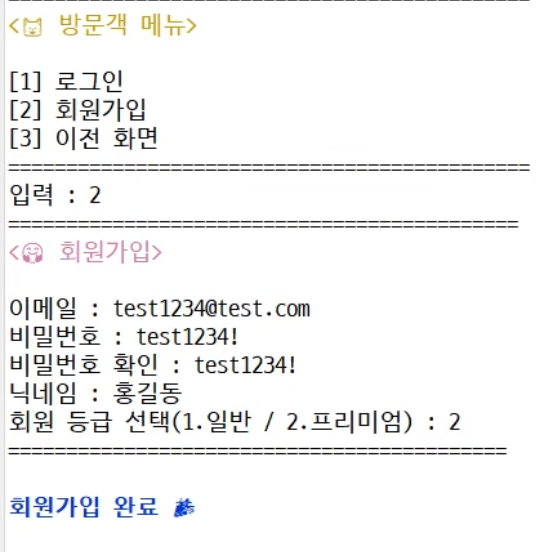 =============================================
<🐱 방문객 메뉴>
[1] 로그인
[2] 회원가입
[3] 이전 화면
=============================================
입력 : 2
============================================
<🤗 회원가입>
이메일 : test1234@test.com
비밀번호 : test1234!
비밀번호 확인 : test1234!
닉네임 : 홍길동
회원 등급 선택(1.일반 / 2.프리미엄) : 2
===========================================
회원가입 완료 🎉